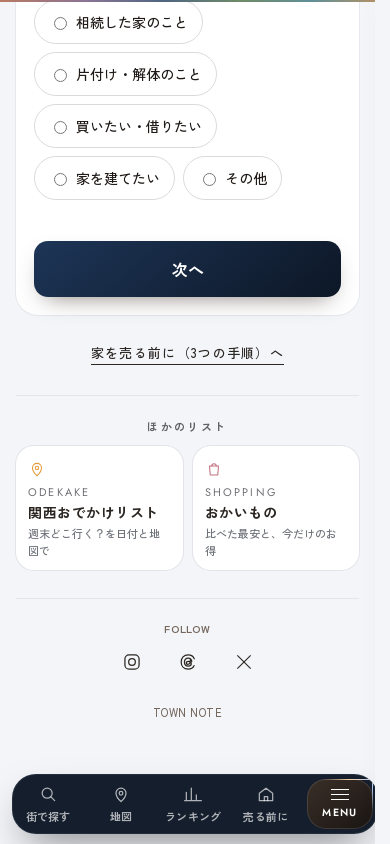 相続した家のこと
片付け・解体のこと
買いたい・借りたい
家を建てたい その他
次へ
家を売る前に（3つの手順）へ
ほかのリスト
ODEKAKE
関西おでかけリスト
週末どこ行く？を日付と地
図で
SHOPPING
おかいもの
比べた最安と、今だけのお
得
FOLLOW
TOWN NOTE
街で探す 地図 ランキング 売る前に MENU